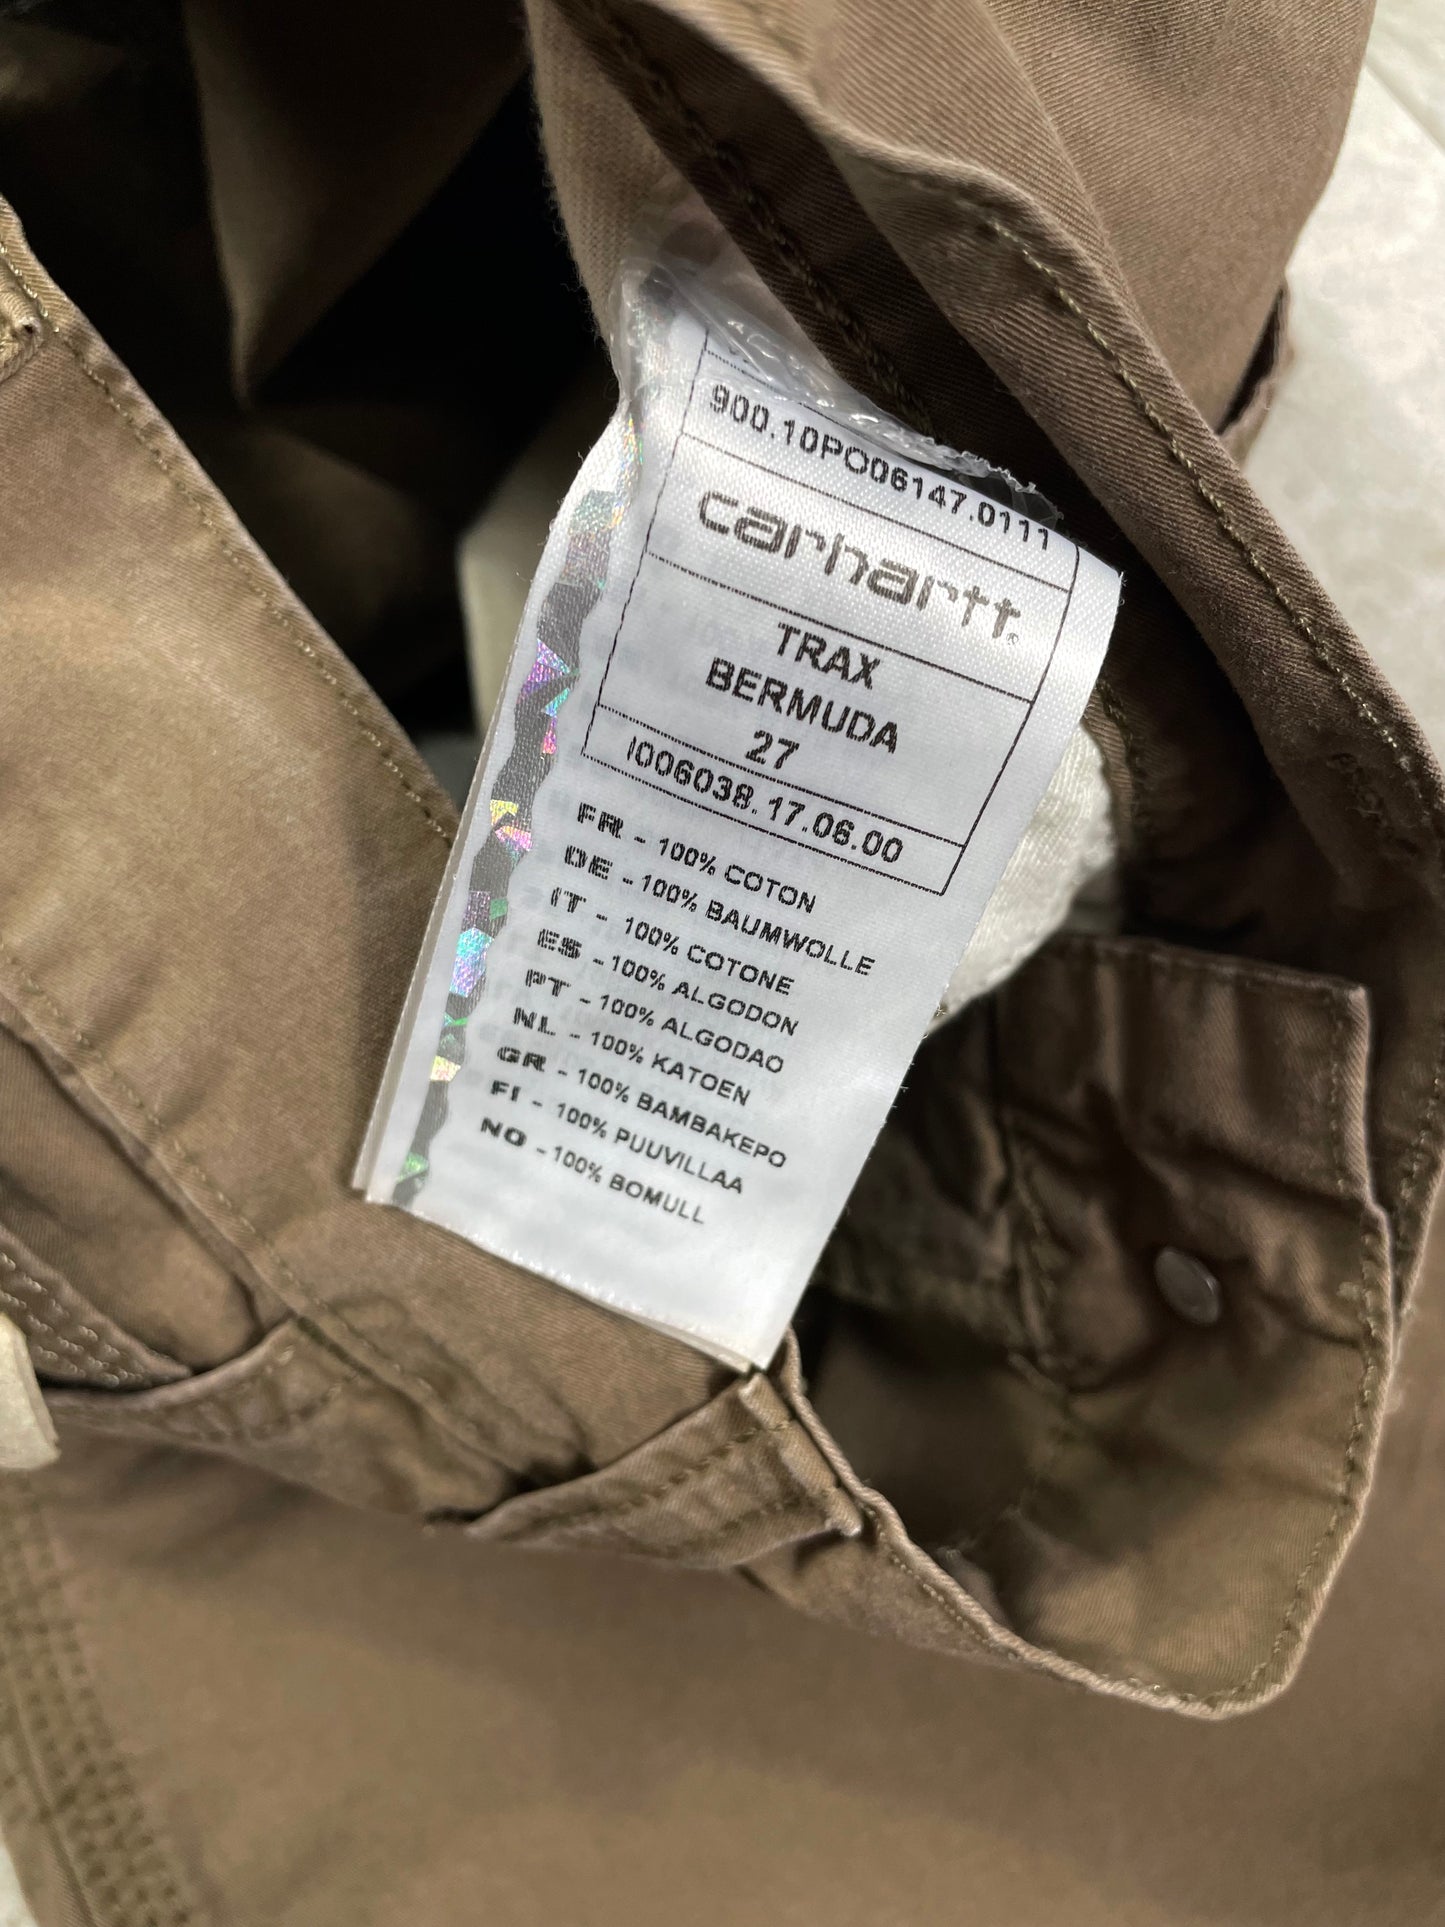 900.10PO06147.0111
carhartt®
TRAX
BERMUDA
27
I006038.17.06.00
FR - 100% COTON
DE - 100% BAUMWOLLE
IT - 100% COTONE
ES - 100% ALGODON
PT - 100% ALGODAO
NL - 100% KATOEN
GR - 100% BAMBAKEPO
FI - 100% PUUVILLAA
NO - 100% BOMULL